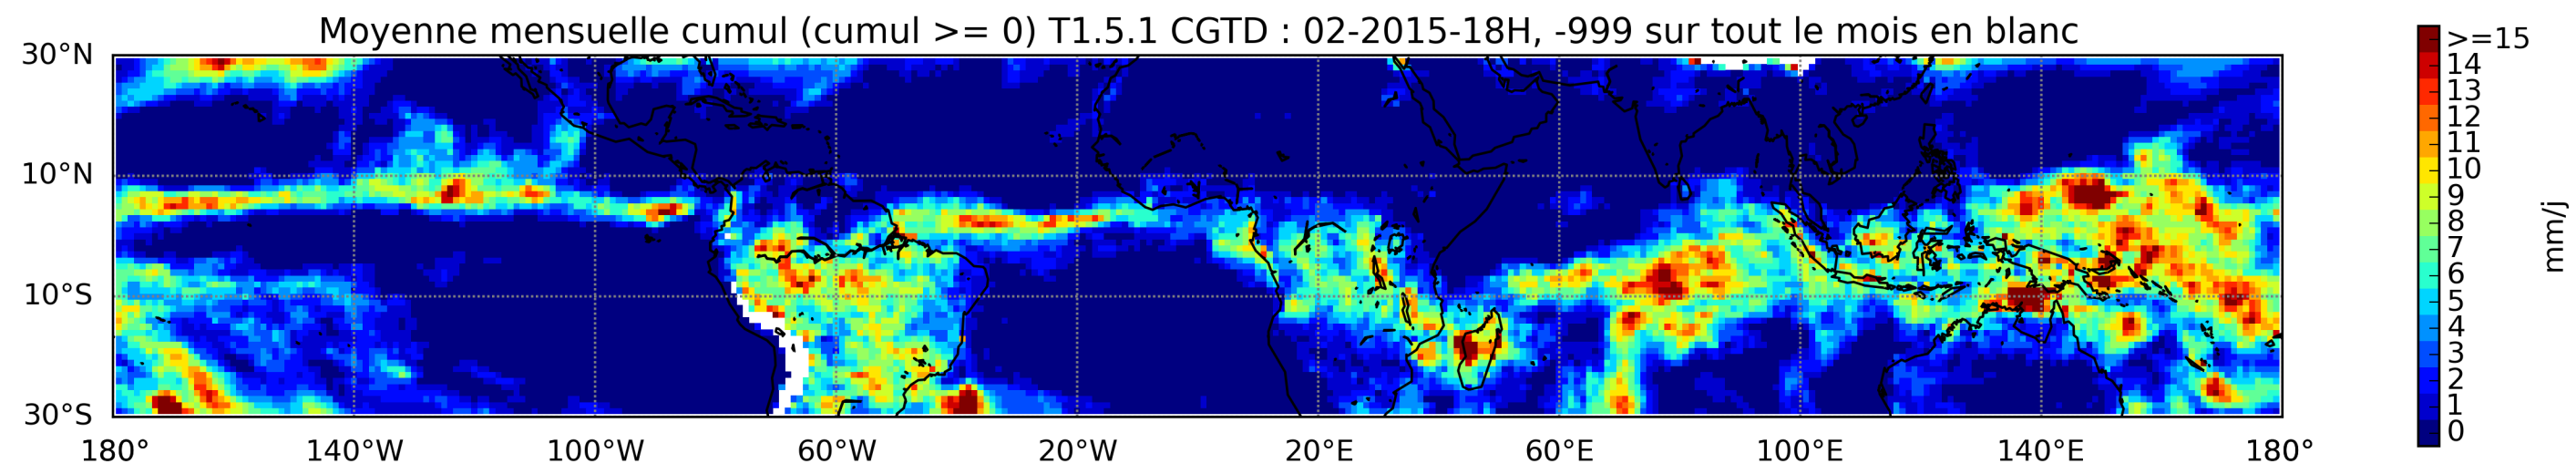 Moyenne mensuelle cumul (cumul >= 0) T1.5.1 CGTD : 02-2015-18H, -999 sur tout le mois en blanc
30°N
10°N
10°S
30°S
180° 140°W 100°W 60°W 20°W 20°E 60°E 100°E 140°E 180°
>=15
14
13
12
11
10
9
8
7
6
5
4
3
2
1
0
mm/j